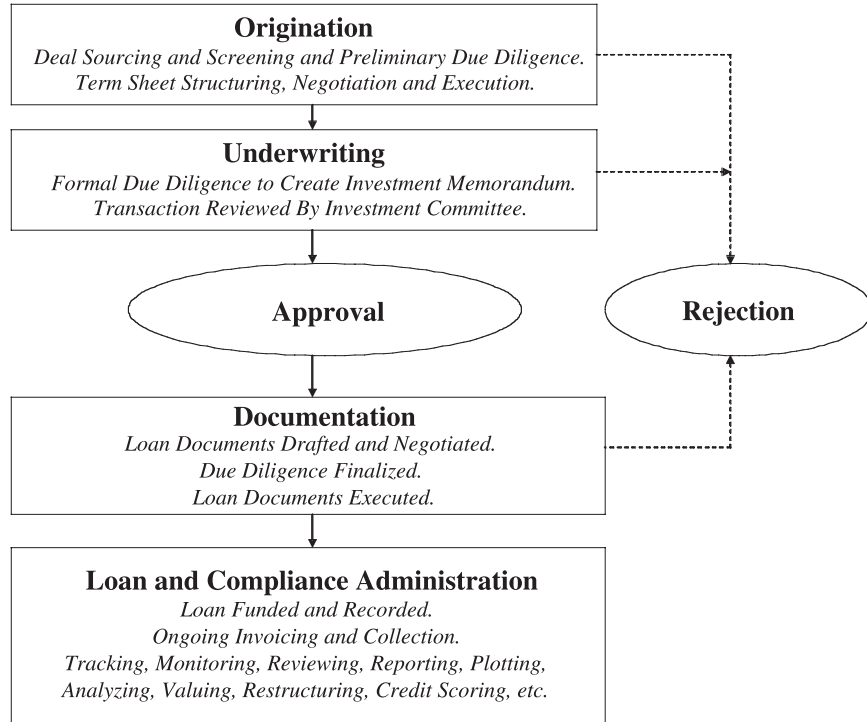 Origination
Deal Sourcing and Screening and Preliminary Due Diligence.
Term Sheet Structuring, Negotiation and Execution.
Underwriting
Formal Due Diligence to Create Investment Memorandum.
Transaction Reviewed By Investment Committee.
Approval
Rejection
Documentation
Loan Documents Drafted and Negotiated.
Due Diligence Finalized.
Loan Documents Executed.
Loan and Compliance Administration
Loan Funded and Recorded.
Ongoing Invoicing and Collection.
Tracking, Monitoring, Reviewing, Reporting, Plotting,
Analyzing, Valuing, Restructuring, Credit Scoring, etc.